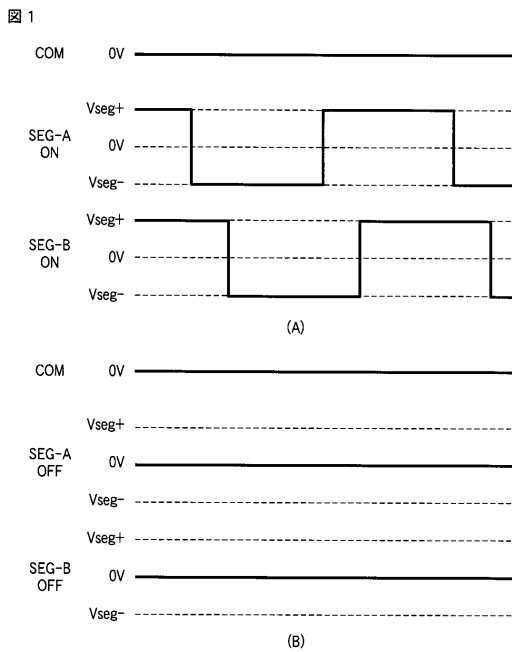 図 1
COM 0V
Vseg+
SEG-A
ON
0V
Vseg-
Vseg+
SEG-B
ON
0V
Vseg-
(A)
COM 0V
Vseg+
SEG-A
OFF
0V
Vseg-
Vseg+
SEG-B
OFF
0V
Vseg-
(B)